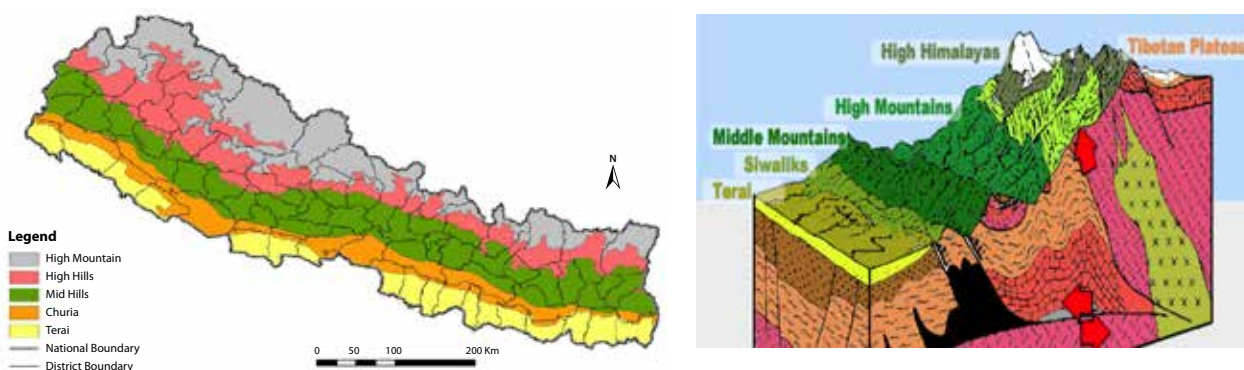 N
Legend
High Mountain
High Hills
Mid Hills
Churia
Terai
National Boundary
District Boundary
0 50 100 200 Km
High Himalayas
Tibetan Plateau
High Mountains
Middle Mountains
Siwaliks
Terai